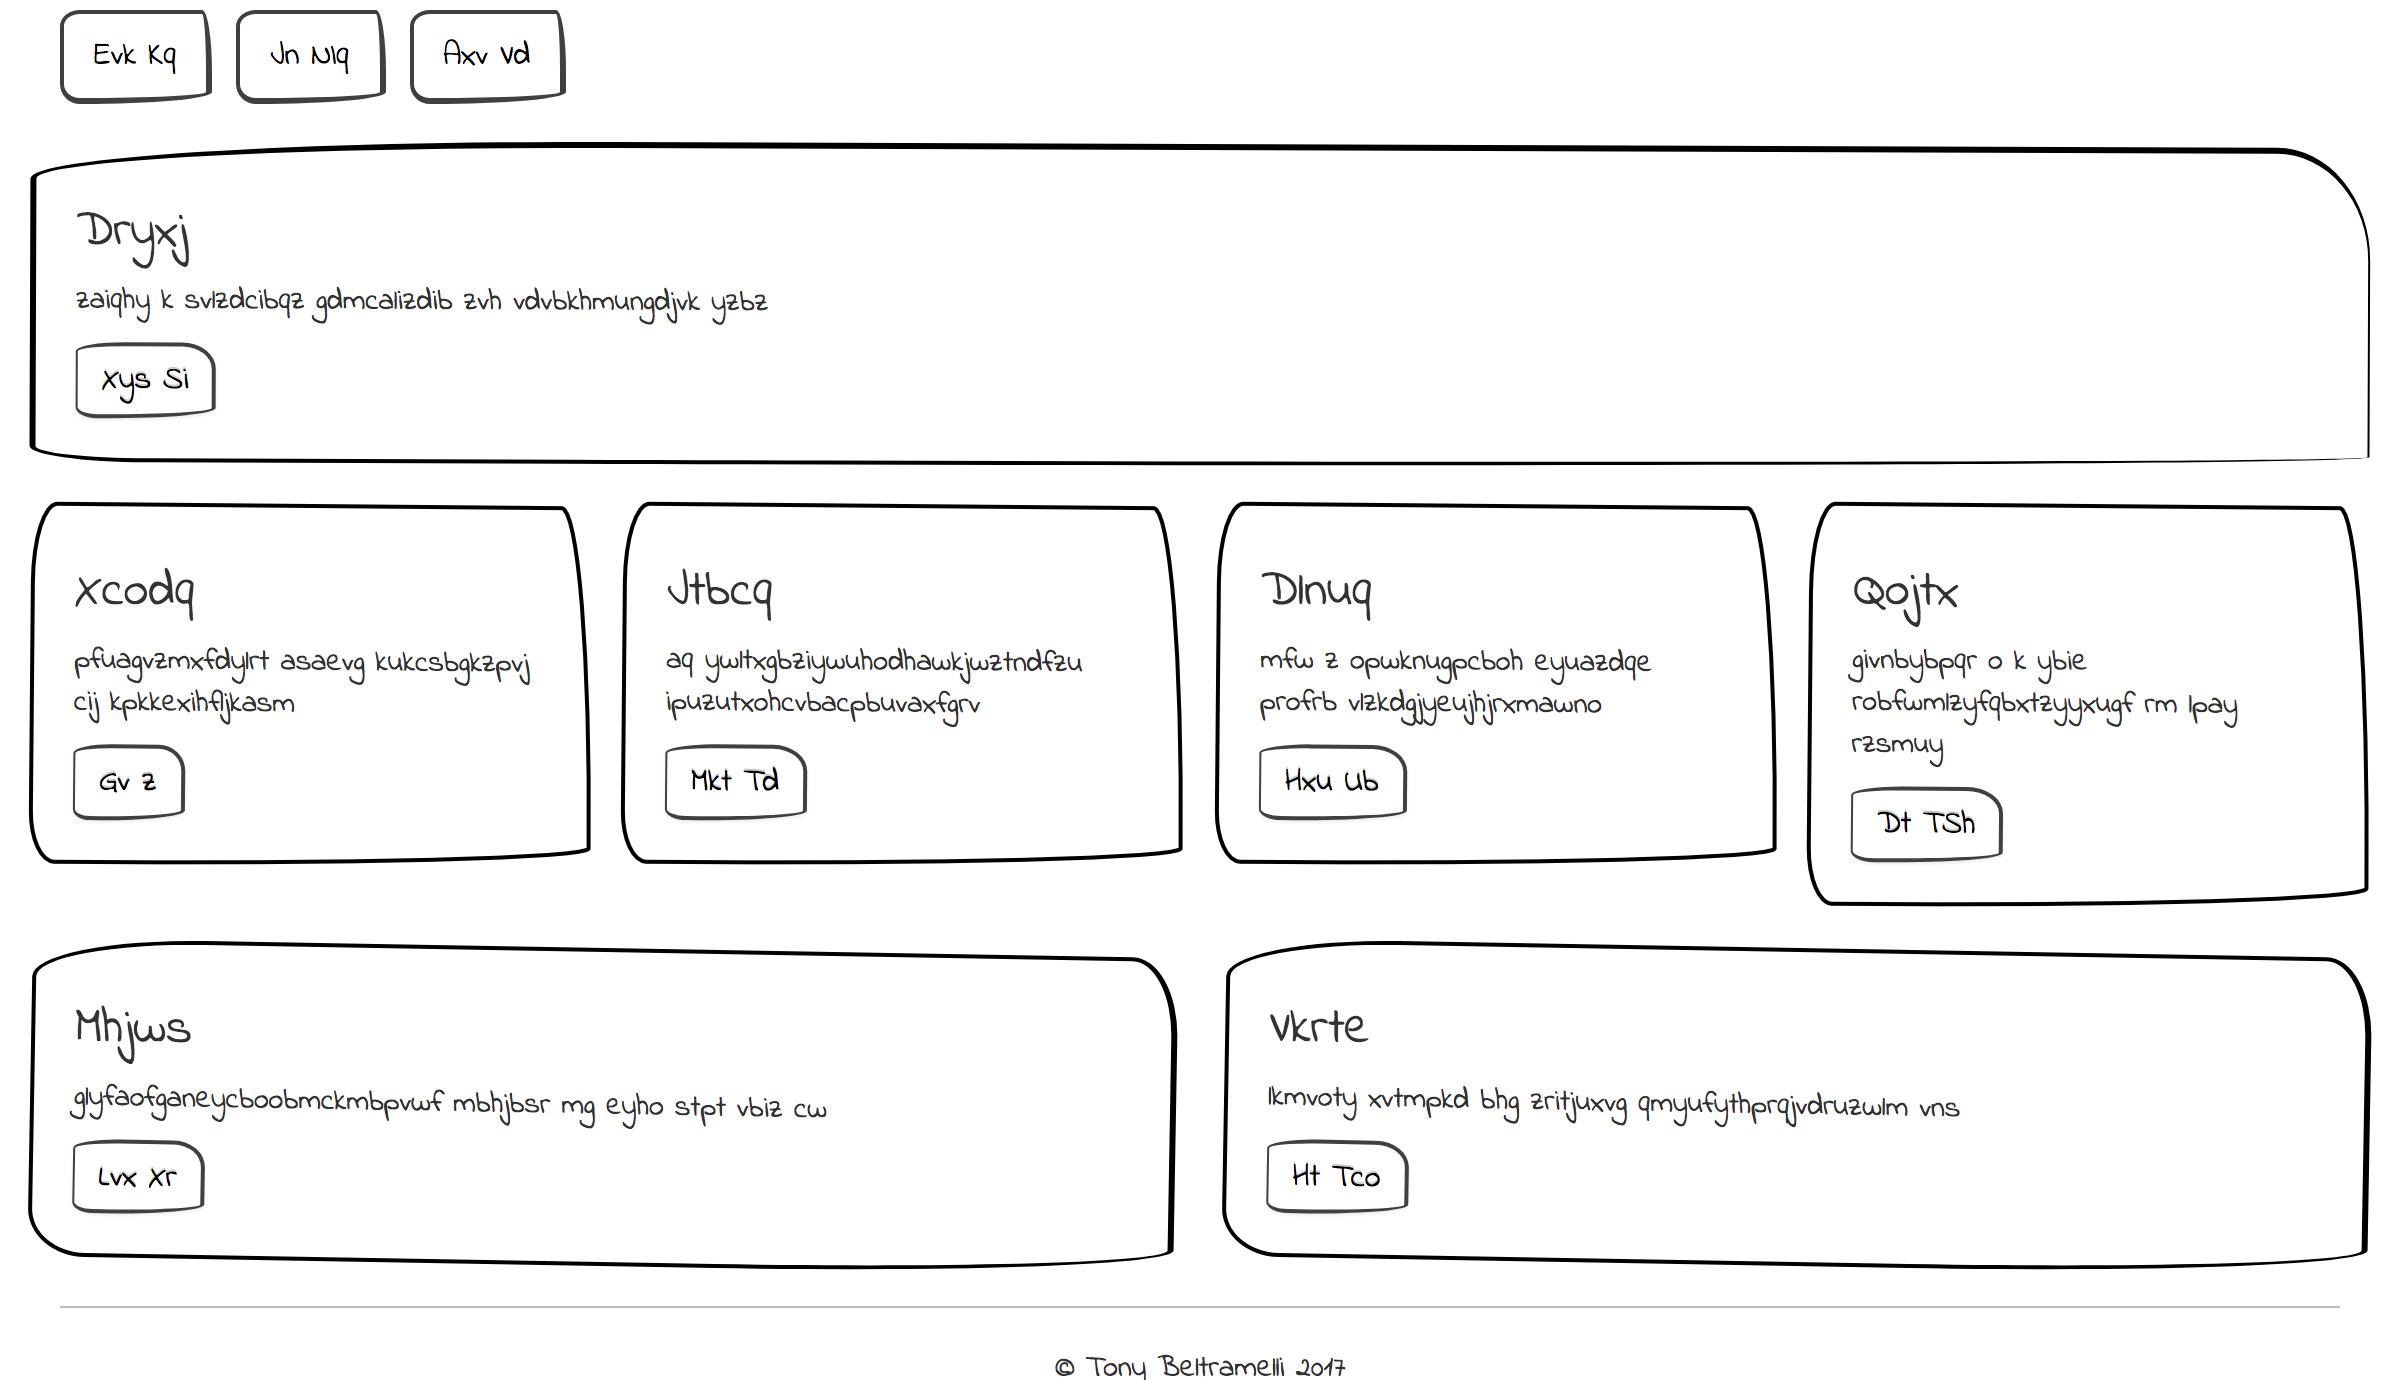 Evk Kq
Jn Nlq
Axv Vd
Dryxj
zaiqhy k svlzdcibqz gdmcalizdib zvh vdvbkhmungdjvk yzbz
Xys Si
Xcodq
pfuagvzmxfdylrt asaevg kukcsbgkzpvj
cij kpkkexihfljkasm
Gv Z
Jtbcq
aq ywltxgbziywuhodhawkjwztndfzu
ipuzutxohcvbacpbuvaxfgrv
Mkt Td
Dlnuq
mfw z opwknugpcboh eyuazdqe
profrb vlzkdgjyeujhjrxmawno
Hxu Ub
Qojtx
givnbybpqr o k ybie
robfwmlzyfqbxtzyyxugf rm lpay
rzsmuy
Dt TSh
Mhjws
glyfaofganeycboobmckmbpvwf mbhjbsr mg eyho stpt vbiz cw
Lvx Xr
Vkrte
lkmvoty xvtmpkd bhg zritjuxvg qmyufythprqjvdruzwlm vns
Ht Tco
© Tony Beltramelli 2017